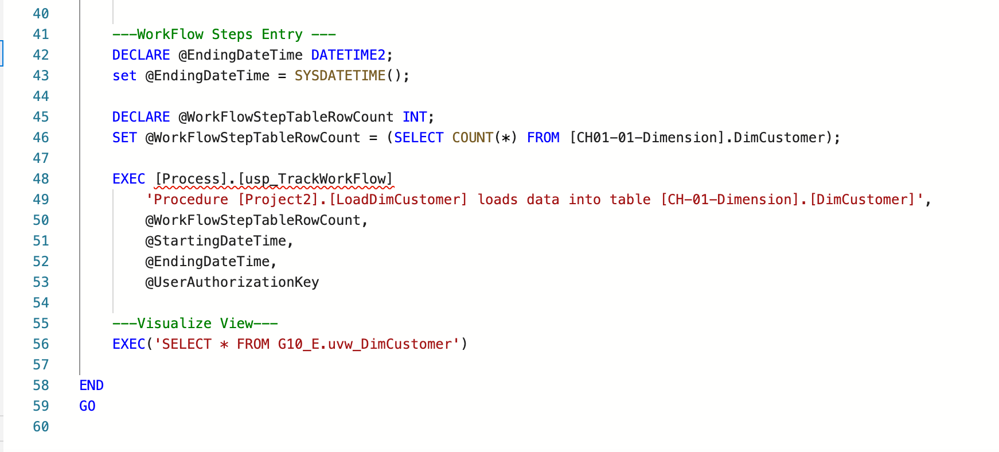 40
41 ---WorkFlow Steps Entry ---
42 DECLARE @EndingDateTime DATETIME2;
43 set @EndingDateTime = SYSDATETIME();
44
45 DECLARE @WorkFlowStepTableRowCount INT;
46 SET @WorkFlowStepTableRowCount = (SELECT COUNT(*) FROM [CH01-01-Dimension].DimCustomer);
47
48 EXEC [Process].[usp_TrackWorkFlow]
49 'Procedure [Project2].[LoadDimCustomer] loads data into table [CH-01-Dimension].[DimCustomer]',
50 @WorkFlowStepTableRowCount,
51 @StartingDateTime,
52 @EndingDateTime,
53 @UserAuthorizationKey
54
55 ---Visualize View---
56 EXEC('SELECT * FROM G10_E.uvw_DimCustomer')
57
58 END
59 GO
60